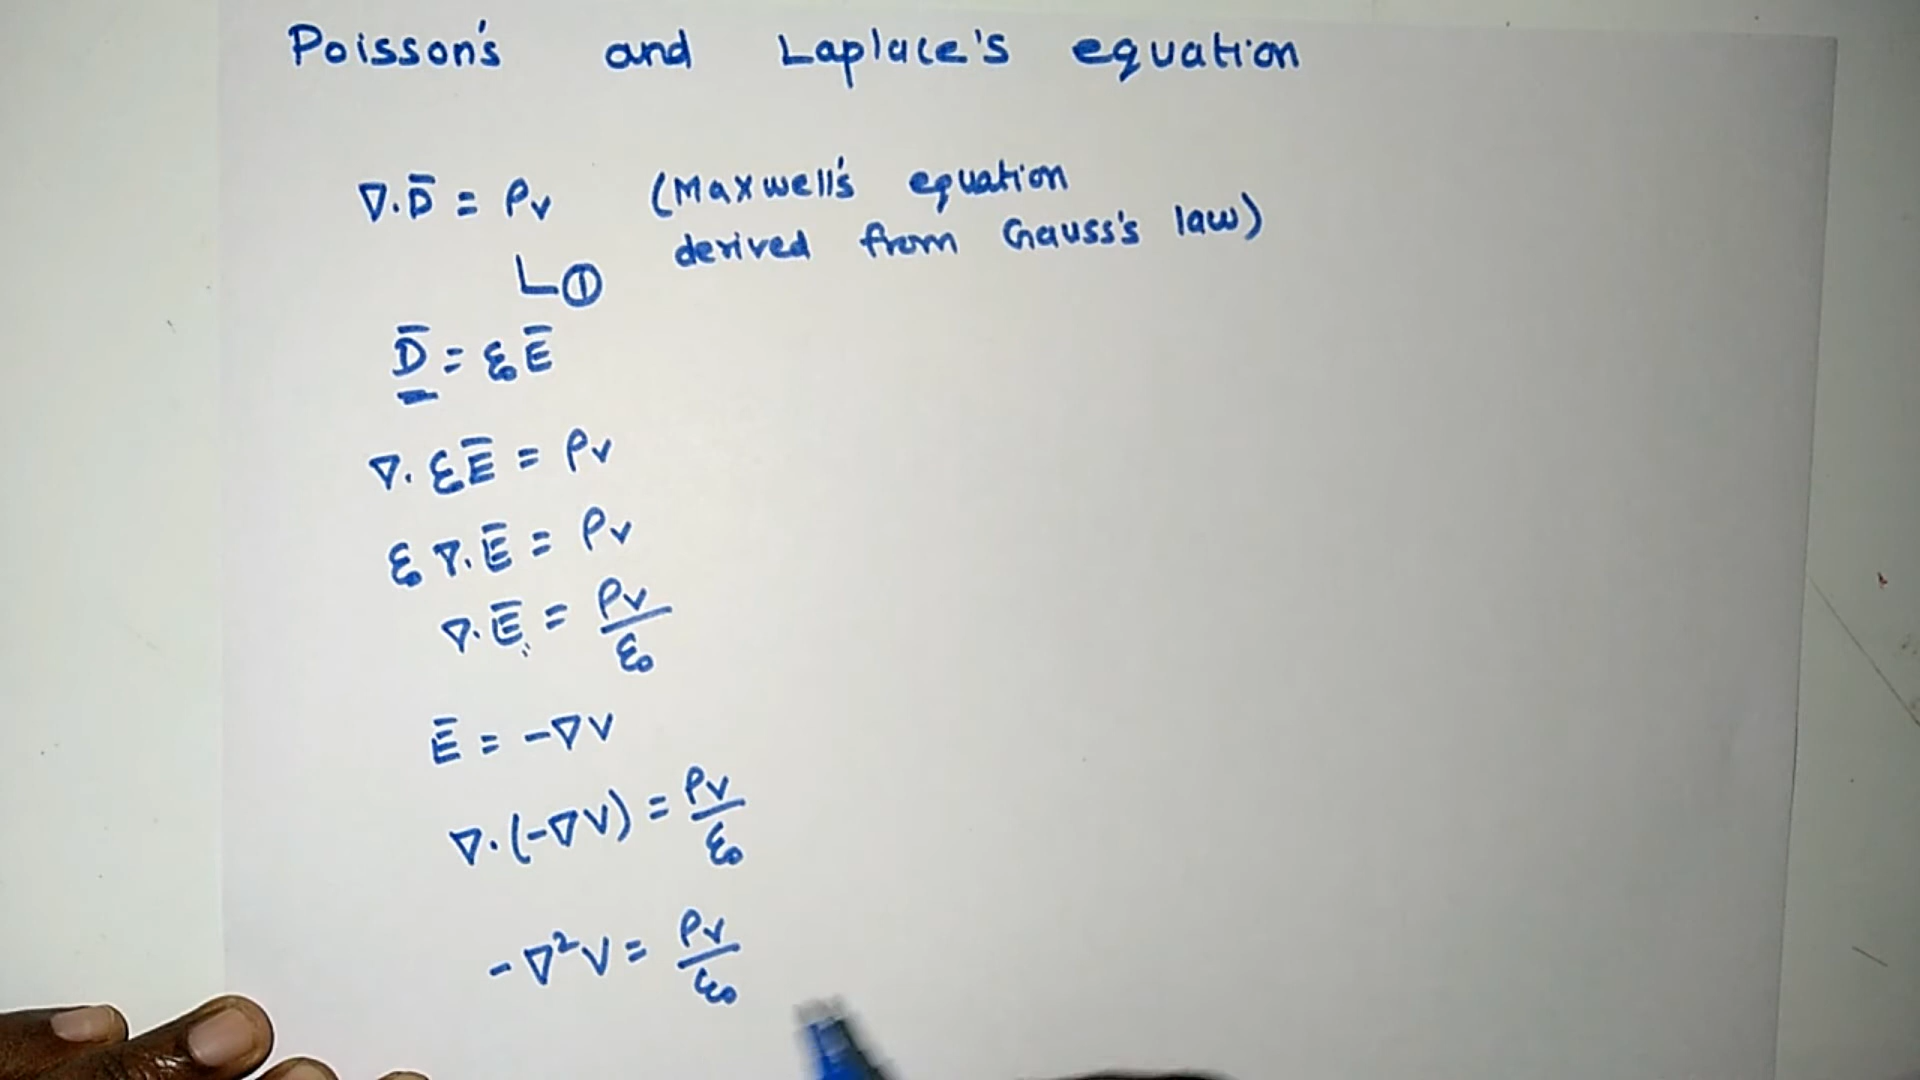 Poisson's and Laplace's equation
∇.D̄ = ρv (Maxwell's equation
derived from Gauss's law)
①
D̄ = ε₀Ē
∇. εĒ = ρv
ε ∇.Ē = ρv
∇.Ē = ρv/ε₀
Ē = -∇V
∇.(-∇V) = ρv/ε₀
-∇²V = ρv/ε₀